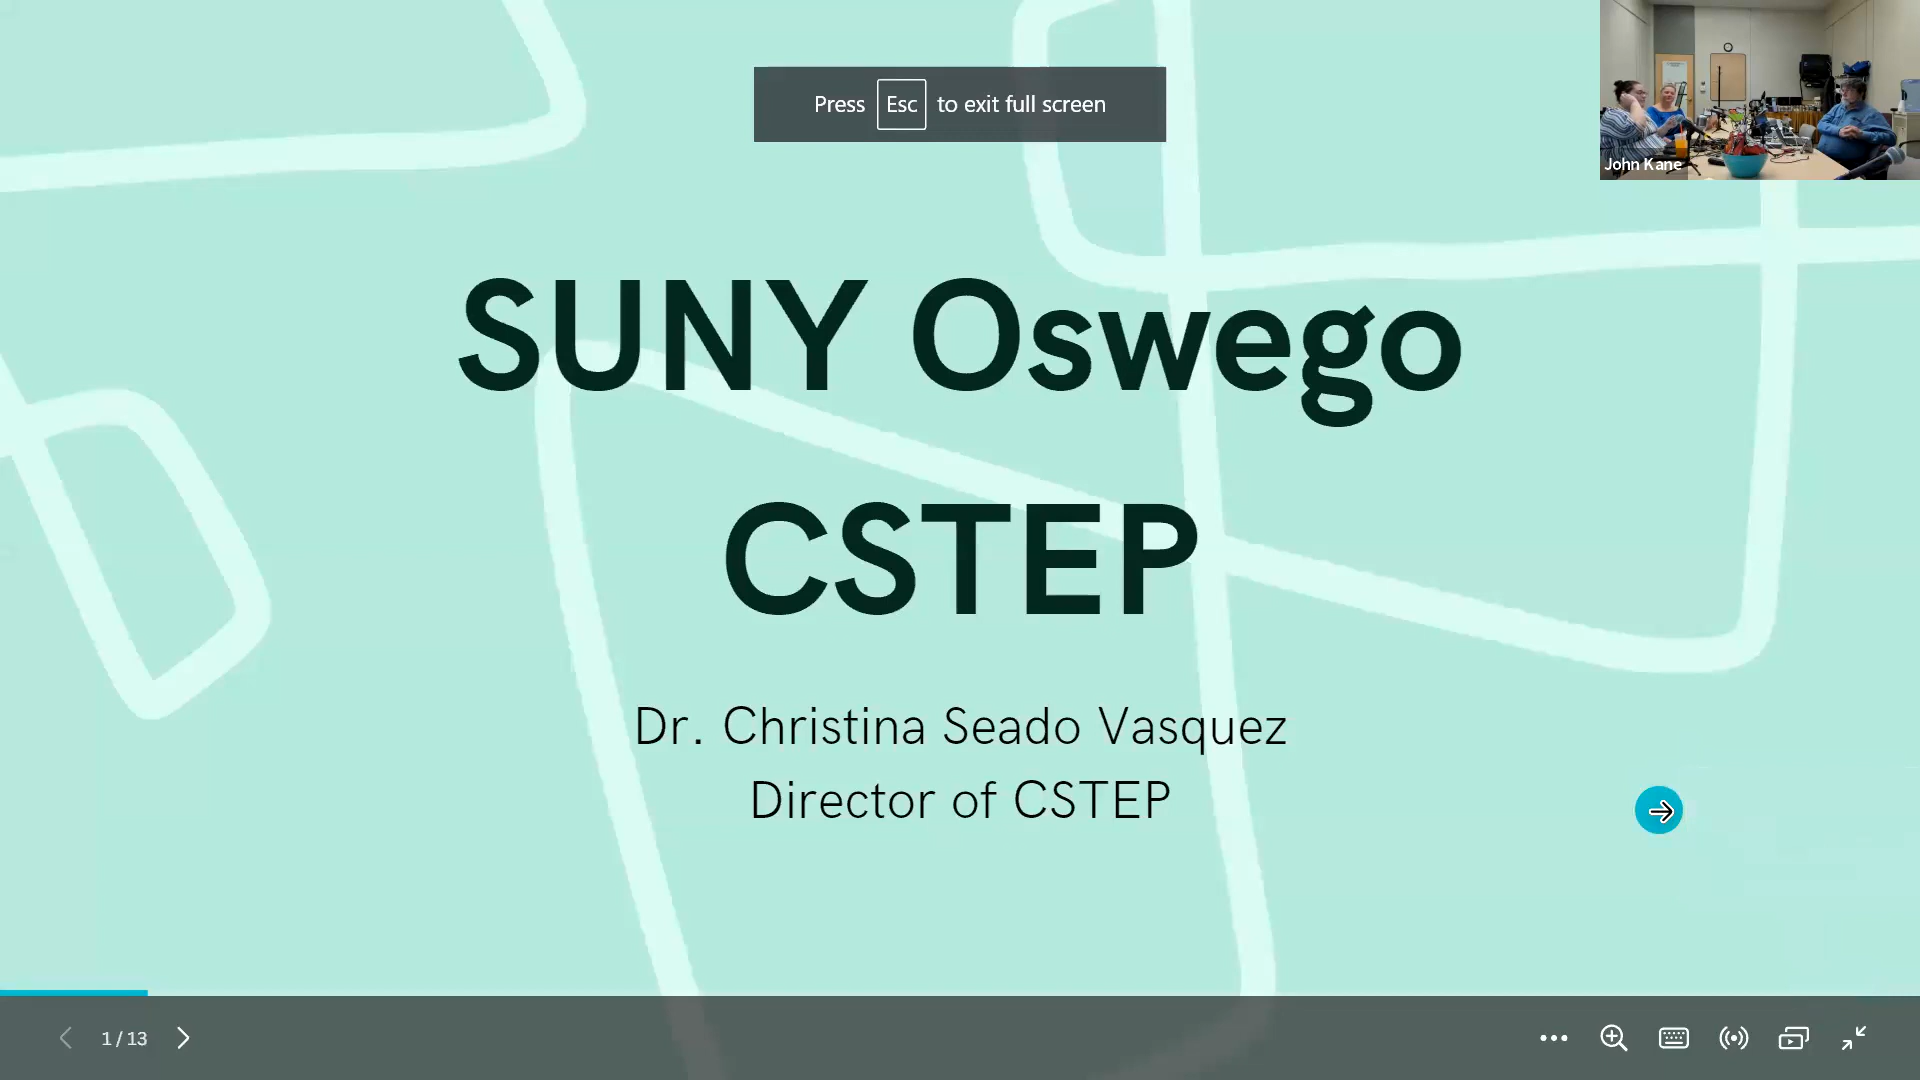 Press Esc to exit full screen
John Kane
SUNY Oswego
CSTEP
Dr. Christina Seado Vasquez
Director of CSTEP
1 / 13